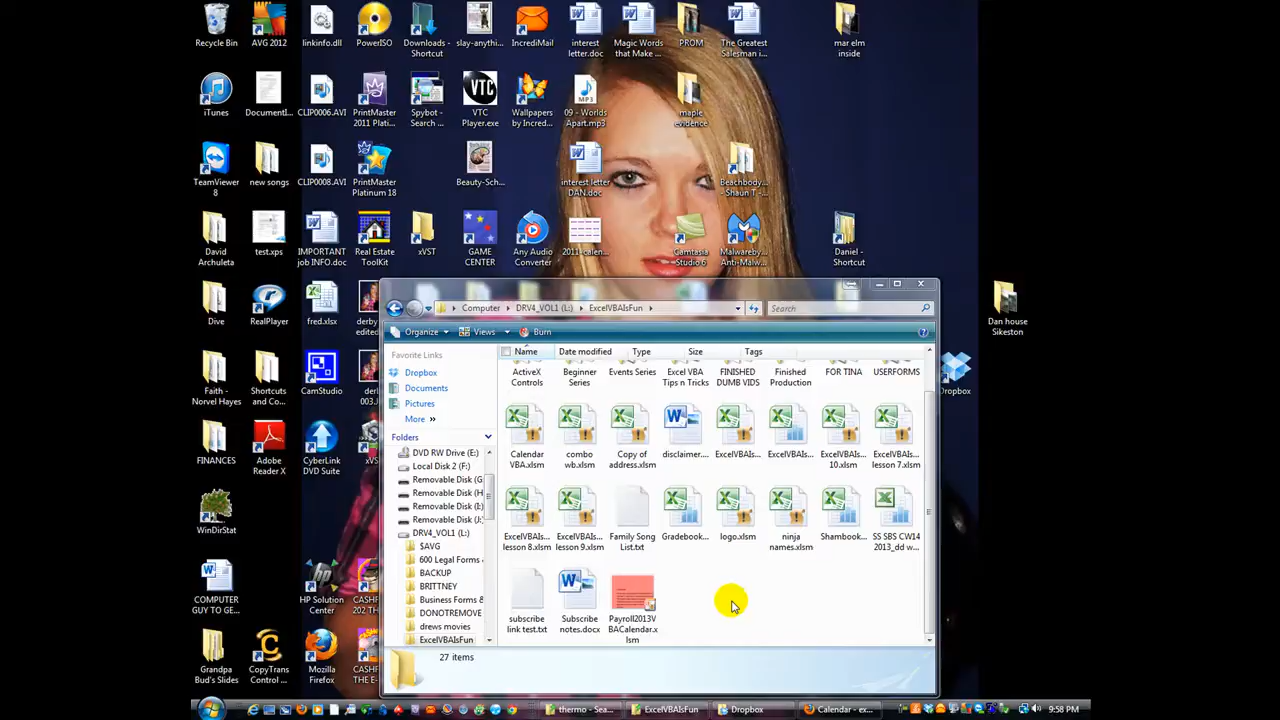 Recycle Bin
AVG 2012
linkinfo.dll
PowerISO
Downloads - Shortcut
slay-anythi...
IncrediMail
interest letter.doc
Magic Words that Make ...
PROM
The Greatest Salesman i...
mar elm inside
iTunes
DocumentI...
CLIP0006.AVI
PrintMaster 2011 Plati...
Spybot - Search ...
VTC
VTC Player.exe
Wallpapers by Incred...
MP3
09 - Worlds Apart.mp3
maple evidence
TeamViewer 8
new songs
CLIP0008.AVI
PrintMaster Platinum 18
Beauty-Sch...
interest letter DAN.doc
Beachbody... - Shaun T -...
David Archuleta
test.xps
IMPORTANT job INFO.doc
Real Estate ToolKit
xVST
GAME CENTER
Any Audio Converter
2011-calen...
Camtasia Studio 6
Malwareby... Anti-Malw...
Daniel - Shortcut
Dive
RealPlayer
fred.xlsx
derby edited
Dan house Sikeston
Faith - Norvel Hayes
Shortcuts and Co...
CamStudio
Dropbox
FINANCES
Adobe Reader X
CyberLink DVD Suite
WinDirStat
COMPUTER GUY TO GE...
HP Solution Center
Grandpa Bud's Slides
CopyTrans Control ...
Mozilla Firefox
Computer
DRV4_VOL1 (L:)
ExcelVBAIsFun
Search
Organize
Views
Burn
Name
Date modified
Type
Size
Tags
Favorite Links
Dropbox
Documents
Pictures
More »
Folders
DVD RW Drive (E:)
Local Disk 2 (F:)
Removable Disk (G
Removable Disk (H
Removable Disk (I:)
Removable Disk (J:
DRV4_VOL1 (L:)
$AVG
600 Legal Forms
BACKUP
BRITTNEY
Business Forms &
DONOTREMOVE
drews movies
ExcelVBAIsFun
ActiveX Controls
Beginner Series
Events Series
Excel VBA Tips n Tricks
FINISHED DUMB VIDS
Finished Production
FOR TINA
USERFORMS
Calendar VBA.xlsm
combo wb.xlsm
Copy of address.xlsm
disclaimer....
ExcelVBAIs...
ExcelVBAIs...
ExcelVBAIs... 10.xlsm
ExcelVBAIs... lesson 7.xlsm
ExcelVBAIs... lesson 8.xlsm
ExcelVBAIs... lesson 9.xlsm
Family Song List.txt
Gradebook...
logo.xlsm
ninja names.xlsm
Shambook...
SS SBS CW14 2013_dd w...
subscribe link test.txt
Subscribe notes.docx
Payroll2013V BACalendar.x lsm
27 items
thermo - Sea...
ExcelVBAIsFun
Dropbox
Calendar - ex...
9:58 PM